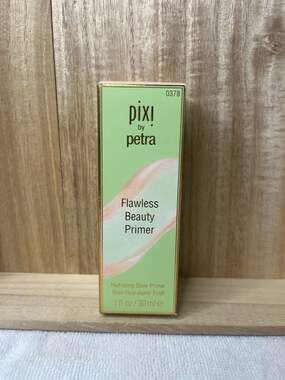 0378
pixi
by
petra
Flawless
Beauty
Primer
Hydrating Glow Primer
1 fl oz / 30 ml e